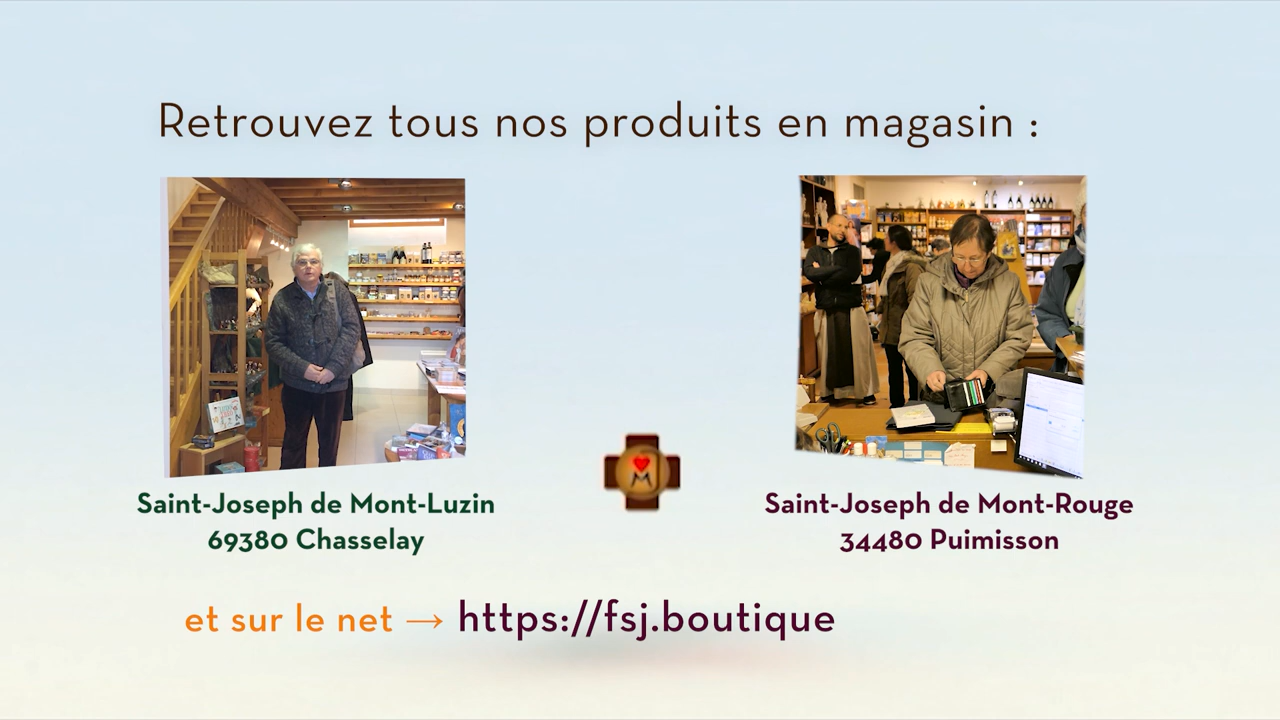 Retrouvez tous nos produits en magasin :
Saint-Joseph de Mont-Luzin
69380 Chasselay
M
Saint-Joseph de Mont-Rouge
34480 Puimisson
et sur le net → https://fsj.boutique